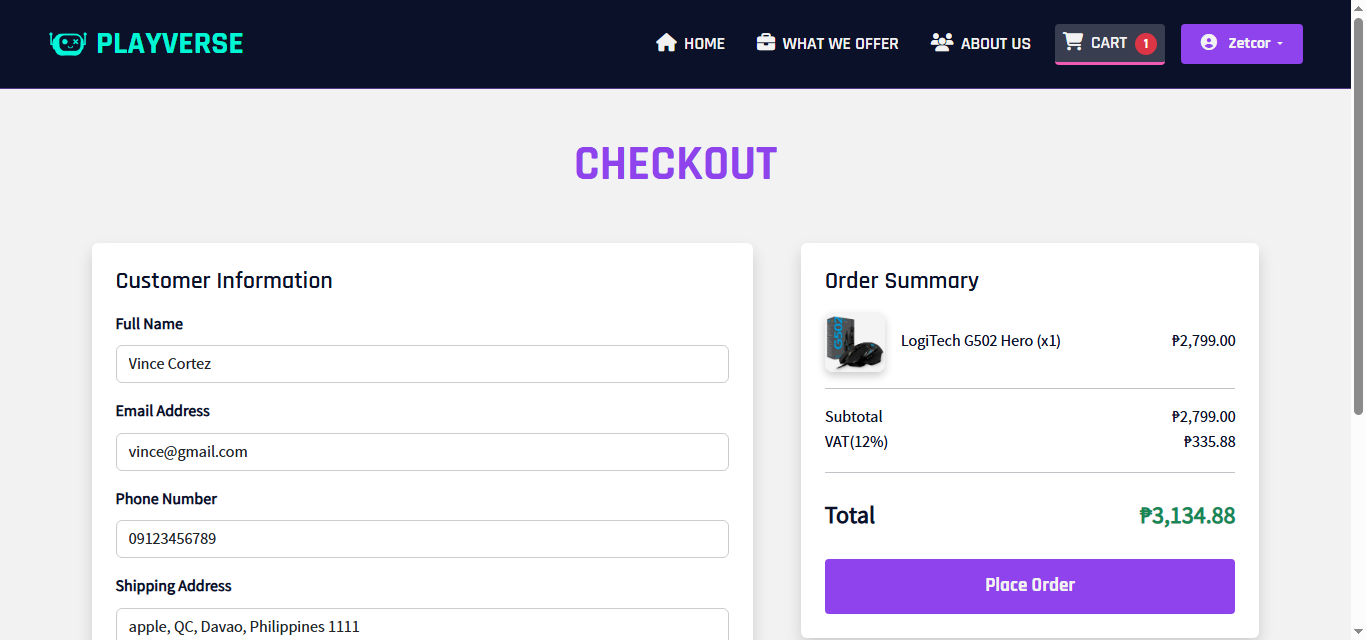 PLAYVERSE
HOME
WHAT WE OFFER
ABOUT US
CART 1
Zetcor
CHECKOUT
Customer Information
Full Name
Vince Cortez
Email Address
vince@gmail.com
Phone Number
09123456789
Shipping Address
apple, QC, Davao, Philippines 1111
Order Summary
G502
LogiTech G502 Hero (x1) ₱2,799.00
Subtotal ₱2,799.00
VAT(12%) ₱335.88
Total ₱3,134.88
Place Order